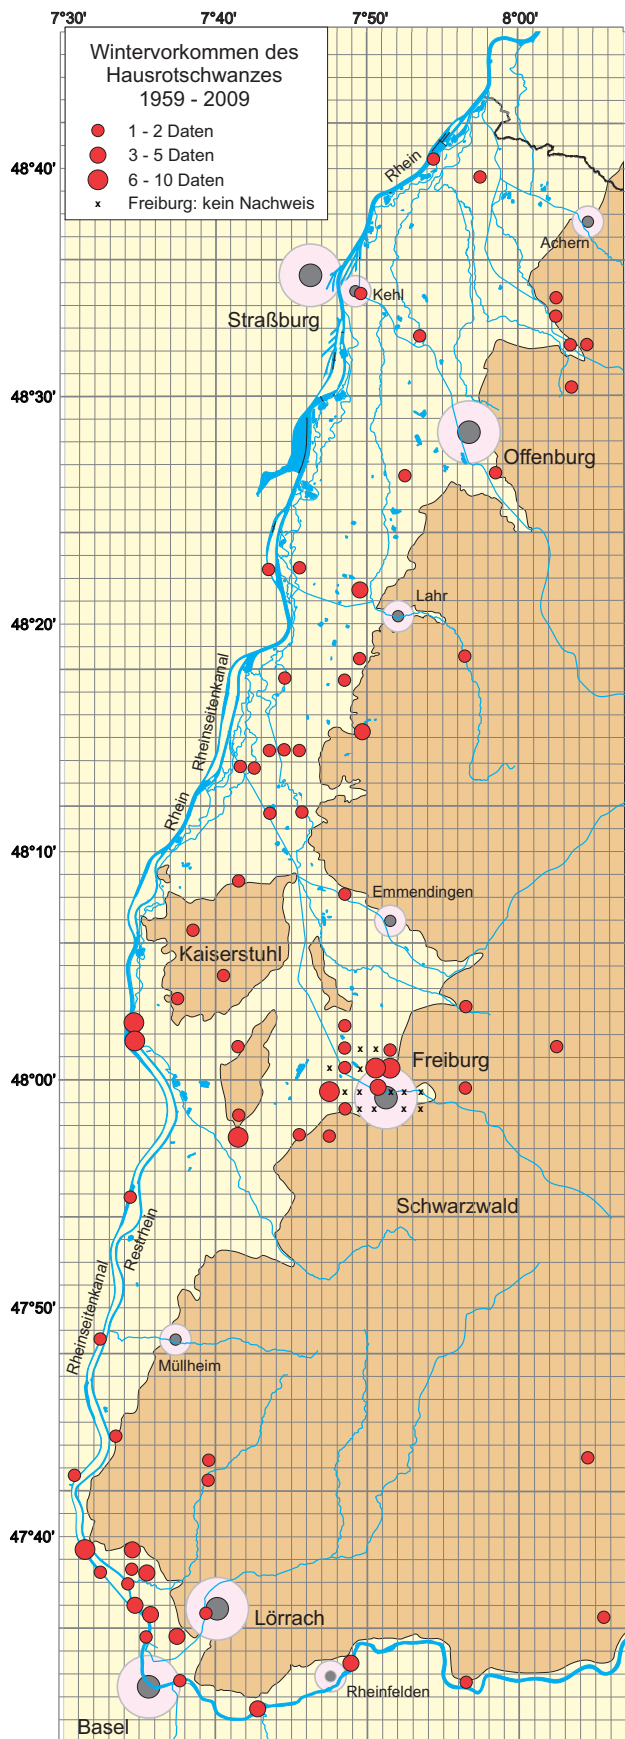 7°30' 7°40' 7°50' 8°00'
Wintervorkommen des
Hausrotschwanzes
1959 - 2009
1 - 2 Daten
3 - 5 Daten
6 - 10 Daten
x Freiburg: kein Nachweis
Rhein
48°40'
Achern
Kehl
Straßburg
48°30'
Offenburg
Lahr
48°20'
Rheinseitenkanal
Rhein
48°10'
Emmendingen
Kaiserstuhl
Freiburg
48°00'
Schwarzwald
Restrhein
Rheinseitenkanal
47°50'
Müllheim
47°40'
Lörrach
Rheinfelden
Basel